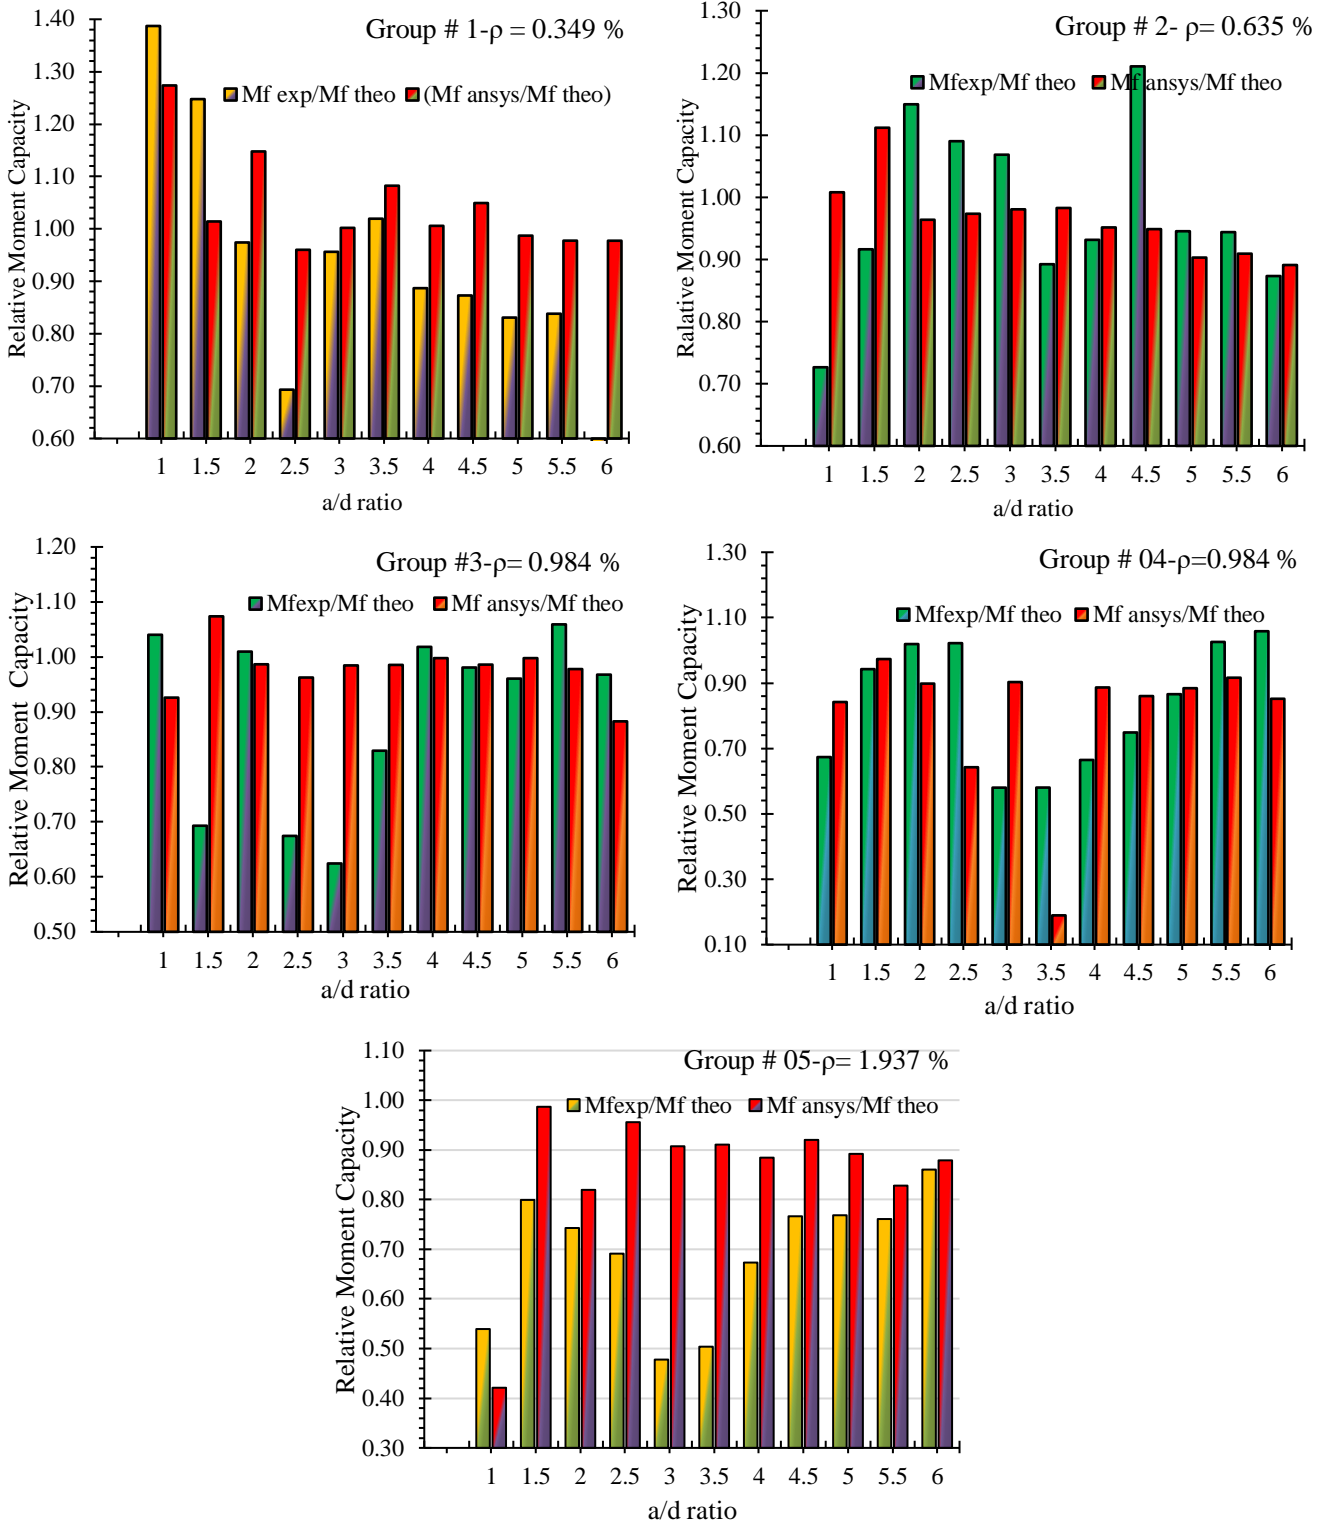 Group # 1-ρ = 0.349 %
Mf exp/Mf theo (Mf ansys/Mf theo)
Relative Moment Capacity
1.40
1.30
1.20
1.10
1.00
0.90
0.80
0.70
0.60
1 1.5 2 2.5 3 3.5 4 4.5 5 5.5 6
a/d ratio
Group # 2- ρ= 0.635 %
Mfexp/Mf theo Mf ansys/Mf theo
Ralative Moment Capacity
1.30
1.20
1.10
1.00
0.90
0.80
0.70
0.60
1 1.5 2 2.5 3 3.5 4 4.5 5 5.5 6
a/d ratio
Group #3-ρ= 0.984 %
Mfexp/Mf theo Mf ansys/Mf theo
Relative Moment Capacity
1.20
1.10
1.00
0.90
0.80
0.70
0.60
0.50
1 1.5 2 2.5 3 3.5 4 4.5 5 5.5 6
a/d ratio
Group # 04-ρ=0.984 %
Mfexp/Mf theo Mf ansys/Mf theo
Relative Moment Capacity
1.30
1.10
0.90
0.70
0.50
0.30
0.10
1 1.5 2 2.5 3 3.5 4 4.5 5 5.5 6
a/d ratio
Group # 05-ρ= 1.937 %
Mfexp/Mf theo Mf ansys/Mf theo
Relative Moment Capacity
1.10
1.00
0.90
0.80
0.70
0.60
0.50
0.40
0.30
1 1.5 2 2.5 3 3.5 4 4.5 5 5.5 6
a/d ratio